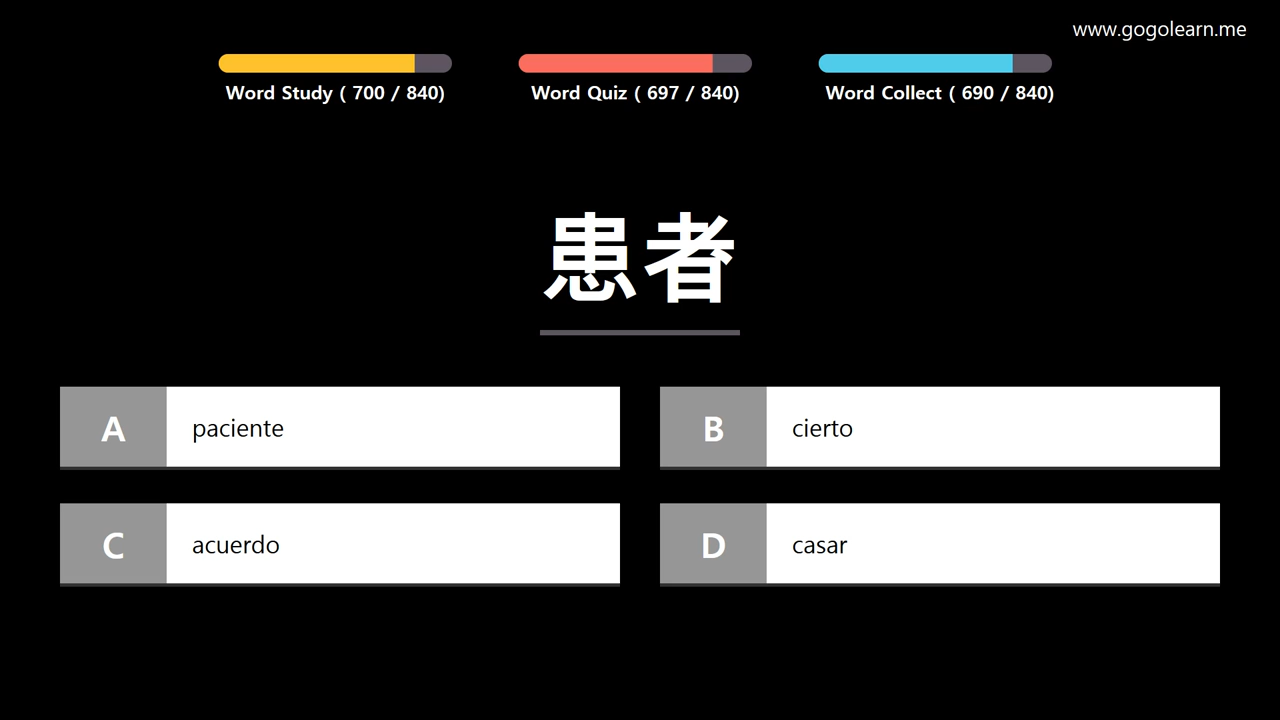 www.gogolearn.me
Word Study ( 700 / 840)
Word Quiz ( 697 / 840)
Word Collect ( 690 / 840)
患者
A paciente
B cierto
C acuerdo
D casar